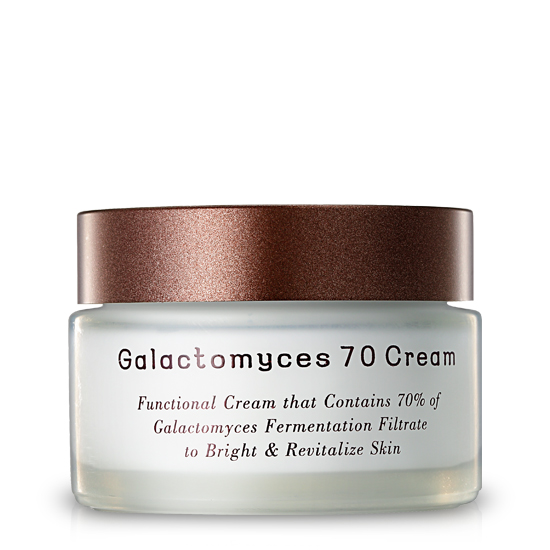 Galactomyces 70 Cream
Functional Cream that Contains 70% of
Galactomyces Fermentation Filtrate
to Bright & Revitalize Skin